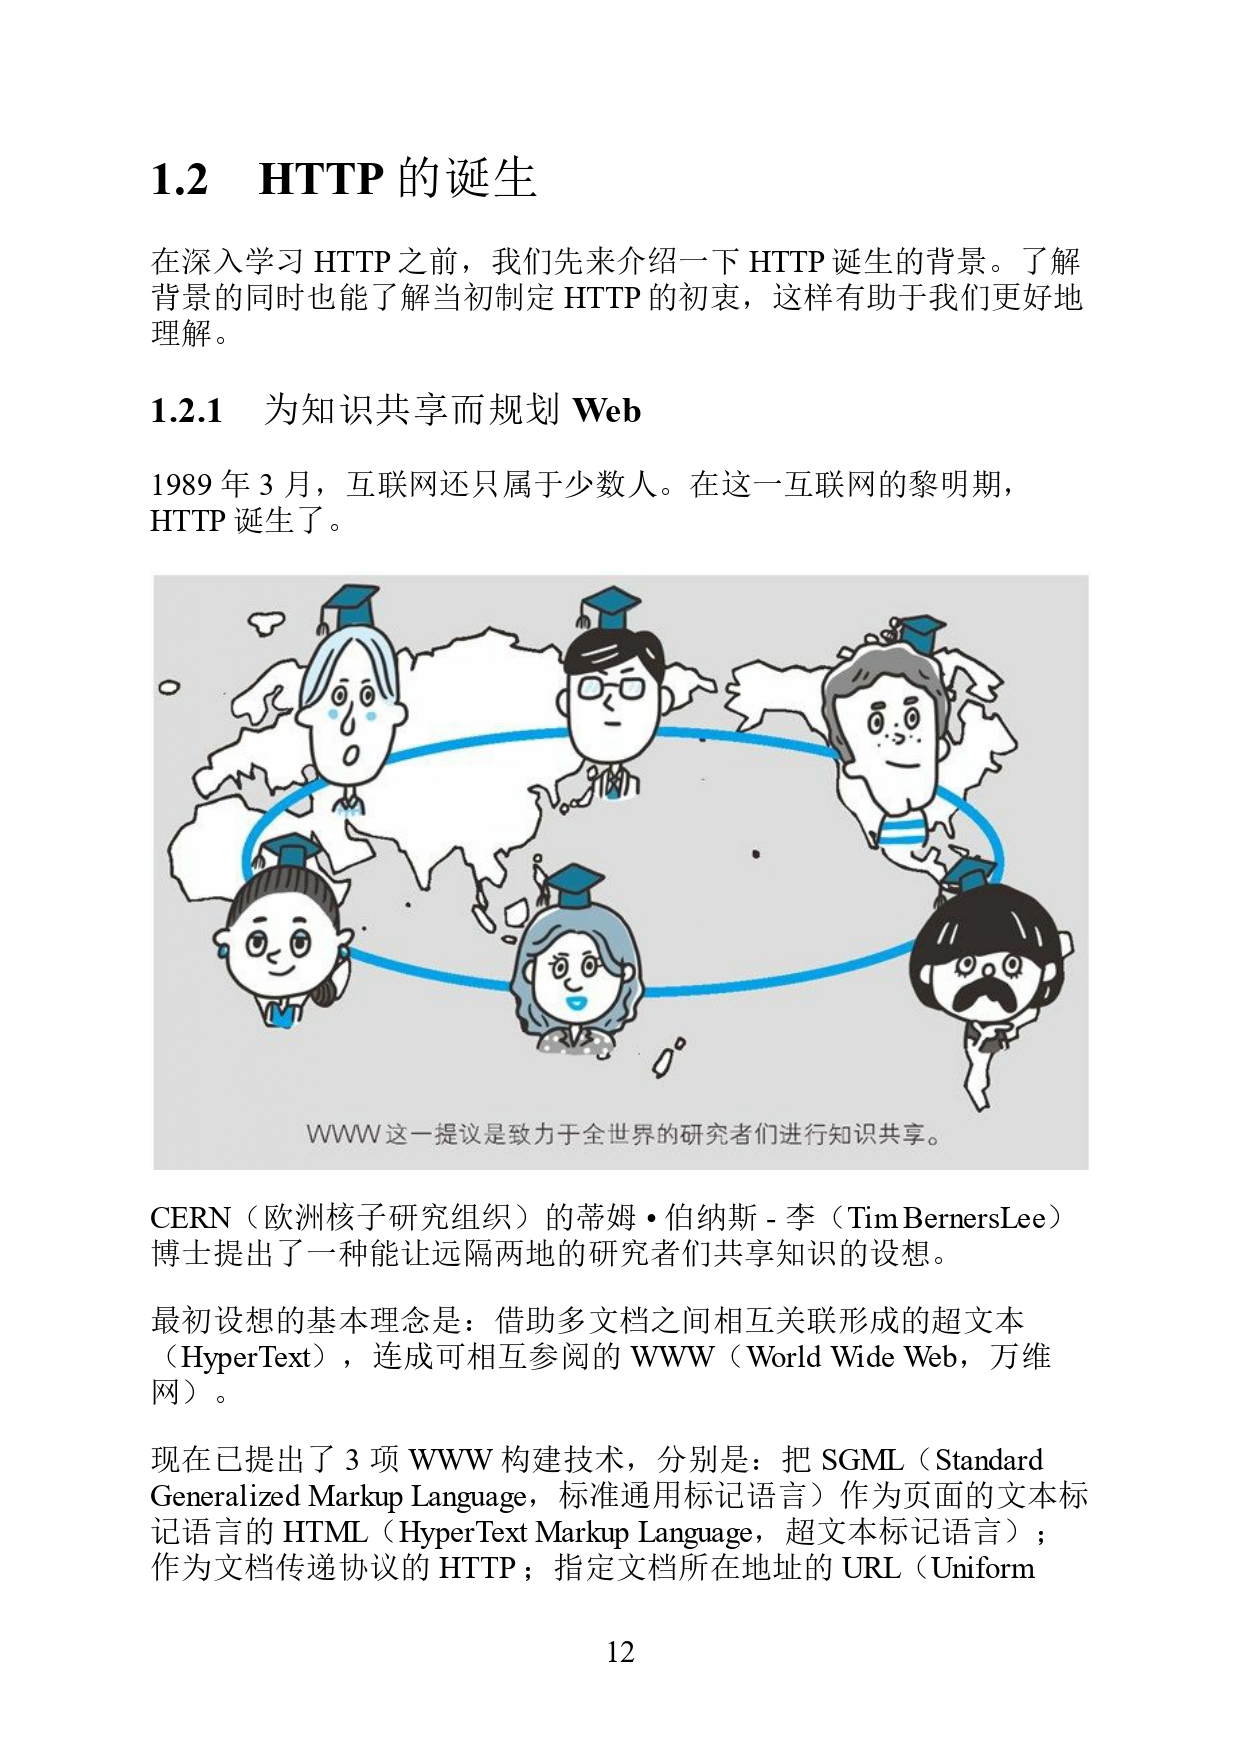 1.2 HTTP 的诞生
在深入学习 HTTP 之前，我们先来介绍一下 HTTP 诞生的背景。了解
背景的同时也能了解当初制定 HTTP 的初衷，这样有助于我们更好地
理解。
1.2.1 为知识共享而规划 Web
1989 年 3 月，互联网还只属于少数人。在这一互联网的黎明期，
HTTP 诞生了。
WWW这一提议是致力于全世界的研究者们进行知识共享。
CERN（欧洲核子研究组织）的蒂姆 • 伯纳斯 - 李（Tim BernersLee）
博士提出了一种能让远隔两地的研究者们共享知识的设想。
最初设想的基本理念是：借助多文档之间相互关联形成的超文本
（HyperText），连成可相互参阅的 WWW（World Wide Web，万维
网）。
现在已提出了 3 项 WWW 构建技术，分别是：把 SGML（Standard
Generalized Markup Language，标准通用标记语言）作为页面的文本标
记语言的 HTML（HyperText Markup Language，超文本标记语言）；
作为文档传递协议的 HTTP ；指定文档所在地址的 URL（Uniform
12